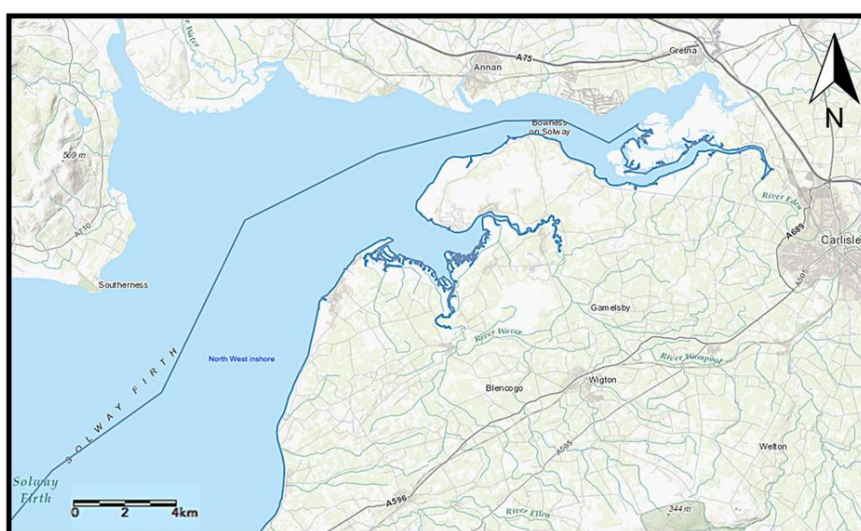 Gretna
A75
Annan
Bowness
on Solway
N
569 m
River Eden
A710
A689
Carlisle
Southerness
A595
Gamelsby
River Waver
North West inshore
River Wampool
SOLWAY FIRTH
Blencogo
Wigton
Welton
A595
Solway
Firth
0 2 4km
A596
River Ellen
344 m